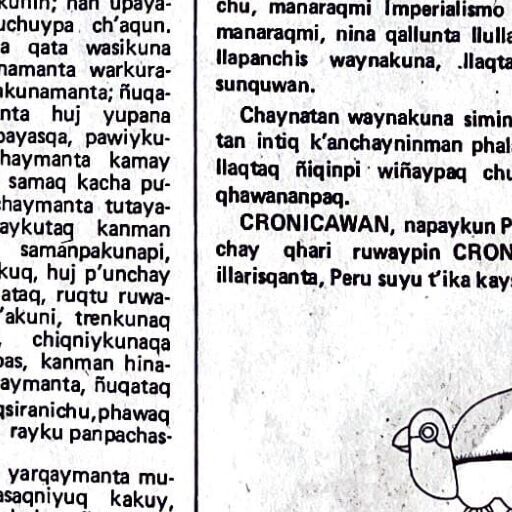 kunin; ñan upaya-
uchuypa ch'aqun.
a qata wasikuna
namanta warkura-
akunamanta; ñuqa-
nta huj yupana
payasqa, pawiyku-
haymanta kamay
samaq kacha pu-
chaymanta tutaya-
aykutaq kanman
samánpakunapi,
kuq, huj p'unchay
ataq, ruqtu ruwa-
'akuni, trenkunaq
, chiqniykunaqa
pas, kanman hina-
aymanta, ñuqataq
qsiranichu,phawaq
rayku panpachas-
yarqaymanta mu-
asaqniyuq kakuy,
chu, manaraqmi Imperialismo
manaraqmi, nina qallunta llulla
llapanchis waynakuna, .llaqta
sunquwan.
Chaynatan waynakuna simin
tan intiq k'anchayninman phal
llaqtaq ñiqinpi wiñaypaq chu
qhawananpaq.
CRONICAWAN, napaykun P
chay qhari ruwaypin CRON
illarisqanta, Peru suyu t'ika kays